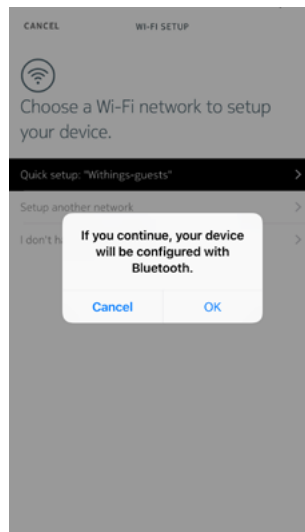 CANCEL WI-FI SETUP
Choose a Wi-Fi network to setup
your device.
Quick setup: "Withings-guests"
Setup another network
I don't h
If you continue, your device
will be configured with
Bluetooth.
Cancel OK